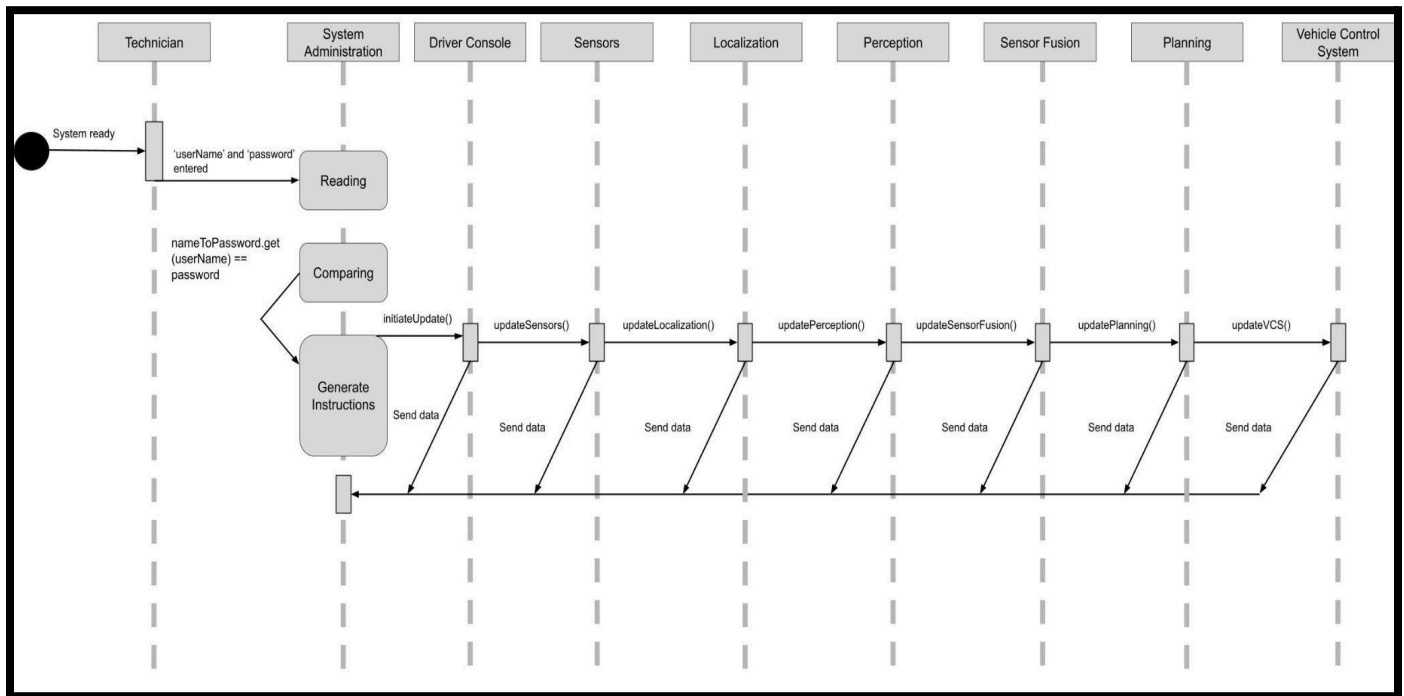 Technician
System
Administration
Driver Console
Sensors
Localization
Perception
Sensor Fusion
Planning
Vehicle Control
System
System ready
‘userName’ and ‘password’
entered
Reading
nameToPassword.get
(userName) ==
password
Comparing
initiateUpdate()
updateSensors()
updateLocalization()
updatePerception()
updateSensorFusion()
updatePlanning()
updateVCS()
Generate
Instructions
Send data
Send data
Send data
Send data
Send data
Send data
Send data